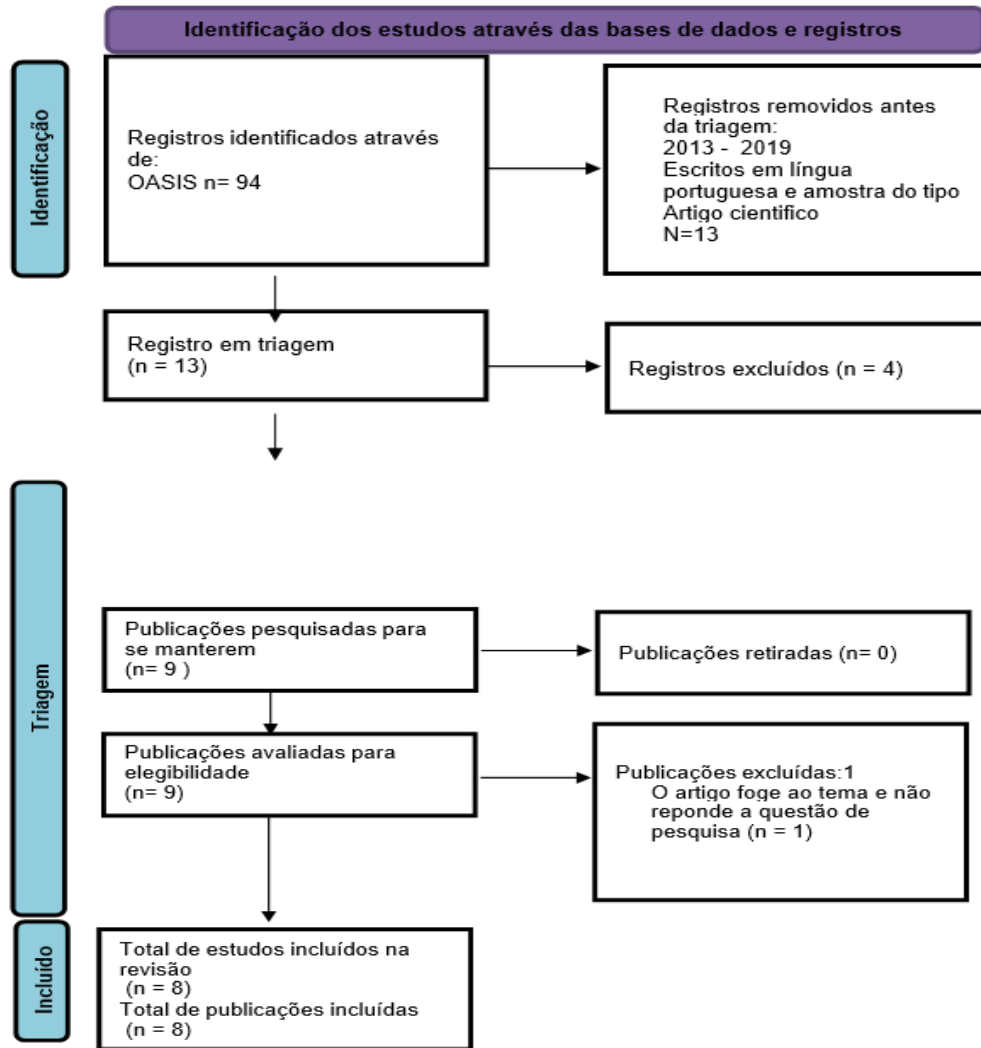 Identificação dos estudos através das bases de dados e registros
Identificação
Registros identificados através
de:
OASIS n= 94
Registros removidos antes
da triagem:
2013 - 2019
Escritos em língua
portuguesa e amostra do tipo
Artigo cientifico
N=13
Registro em triagem
(n = 13)
Registros excluídos (n = 4)
Triagem
Publicações pesquisadas para
se manterem
(n= 9 )
Publicações retiradas (n= 0)
Publicações avaliadas para
elegibilidade
(n= 9)
Publicações excluídas:1
O artigo foge ao tema e não
reponde a questão de
pesquisa (n = 1)
Incluído
Total de estudos incluídos na
revisão
(n = 8)
Total de publicações incluídas
(n = 8)